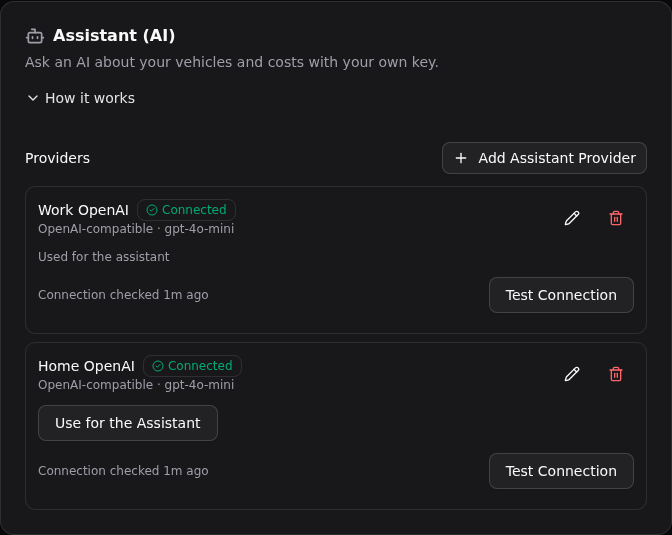 Assistant (AI)
Ask an AI about your vehicles and costs with your own key.
How it works
Providers
Add Assistant Provider
Work OpenAI
Connected
OpenAI-compatible · gpt-4o-mini
Used for the assistant
Connection checked 1m ago
Test Connection
Home OpenAI
Connected
OpenAI-compatible · gpt-4o-mini
Use for the Assistant
Connection checked 1m ago
Test Connection